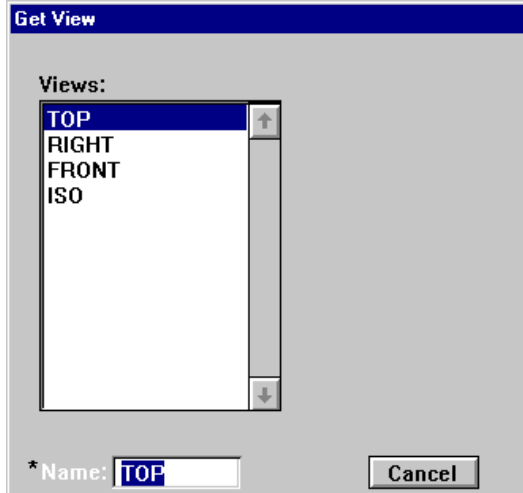 Get View
Views:
TOP
RIGHT
FRONT
ISO
*Name: TOP
Cancel